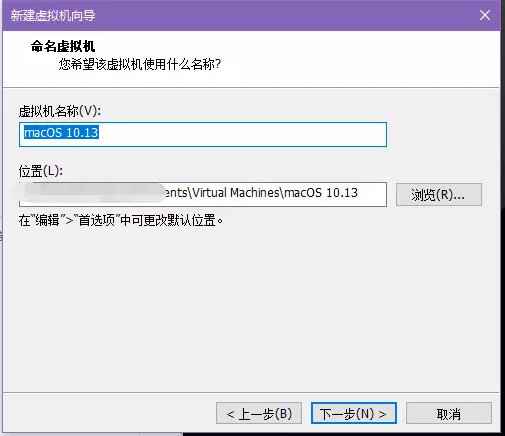 新建虚拟机向导
命名虚拟机
您希望该虚拟机使用什么名称?
虚拟机名称(V):
macOS 10.13
位置(L):
ents\Virtual Machines\macOS 10.13
浏览(R)...
在“编辑”>“首选项”中可更改默认位置。
< 上一步(B)
下一步(N) >
取消